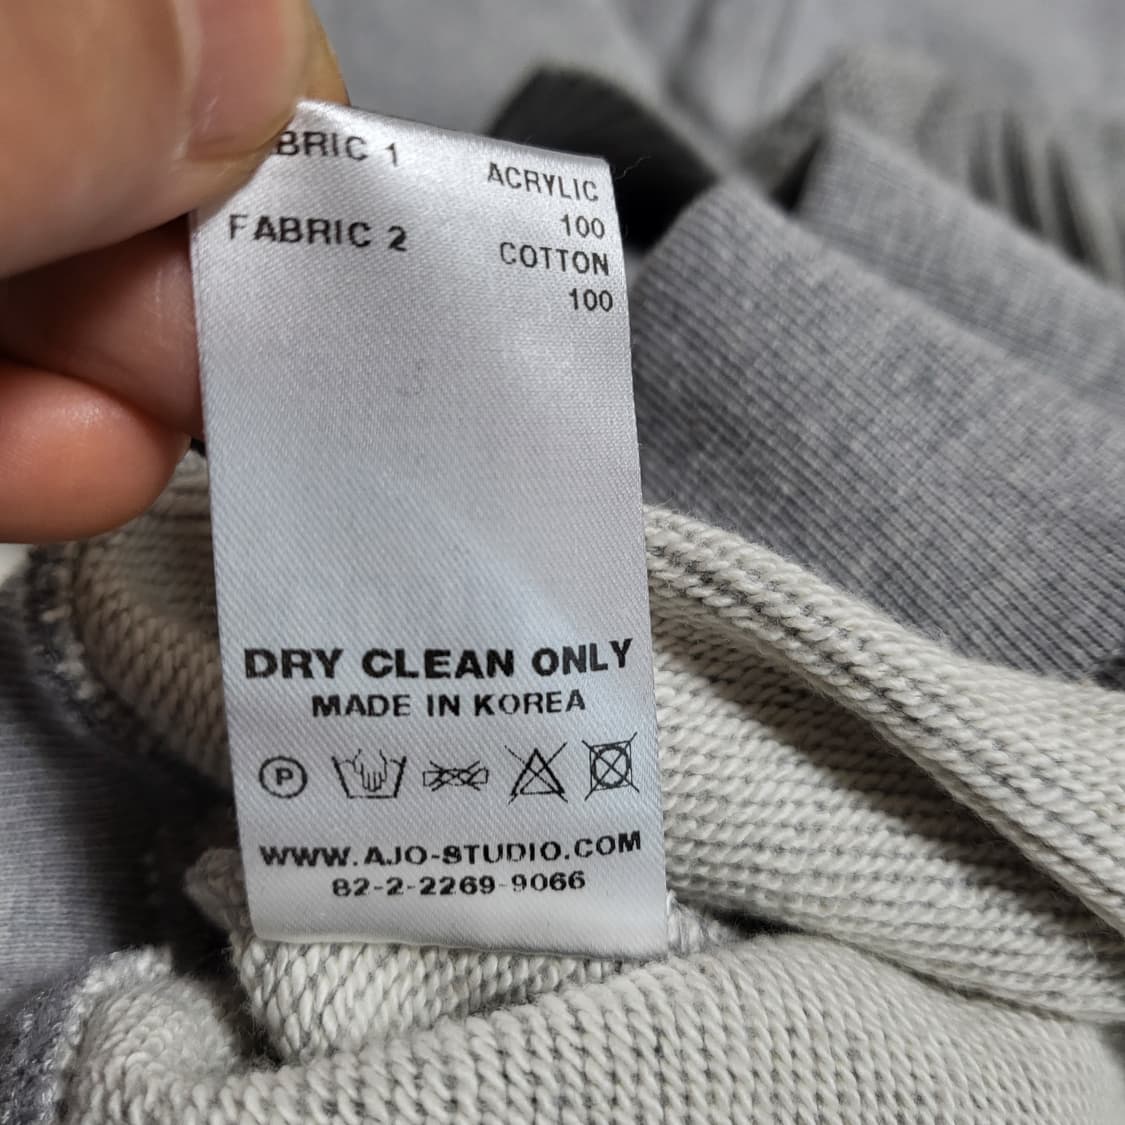 BRIC 1
ACRYLIC
100
FABRIC 2
COTTON
100
DRY CLEAN ONLY
MADE IN KOREA
P
WWW.AJO-STUDIO.COM
82-2-2269-9066